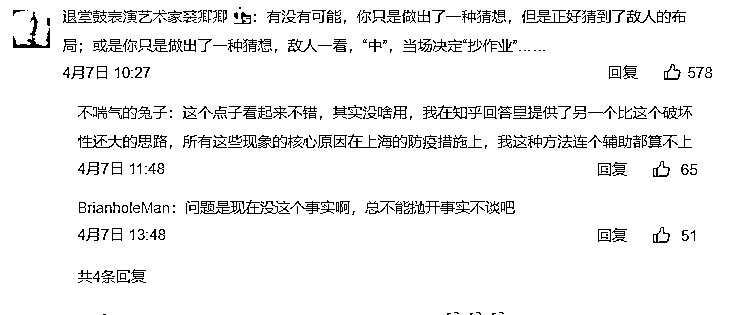 退堂鼓表演艺术家裘卿卿：有没有可能，你只是做出了一种猜想，但是正好猜到了敌人的布
局；或是你只是做出了一种猜想，敌人一看，“中”，当场决定“抄作业”……
4月7日 10:27 回复 578
不喘气的兔子：这个点子看起来不错，其实没啥用，我在知乎回答里提供了另一个比这个破坏
性还大的思路，所有这些现象的核心原因在上海的防疫措施上，我这种方法连个辅助都算不上
4月7日 11:48 回复 65
BrianholeMan：问题是现在没这个事实啊，总不能抛开事实不谈吧
4月7日 13:48 回复 51
共4条回复